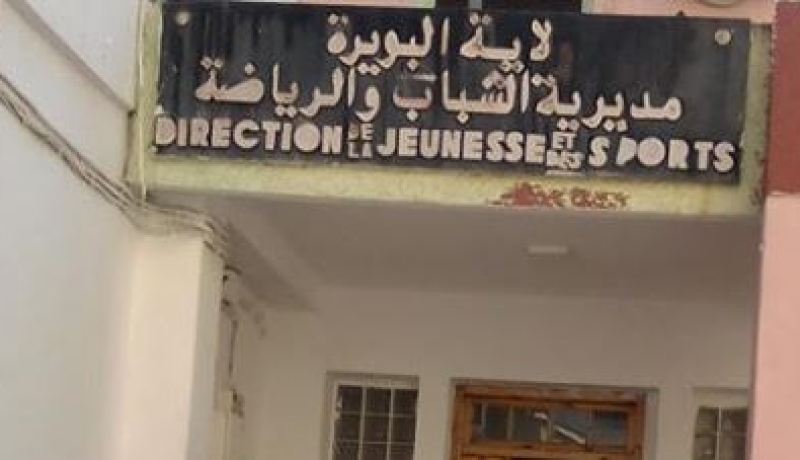 لاية البويرة
مديرية الشباب والرياضة
DIRECTION DE LA JEUNESSE ET DES SPORTS